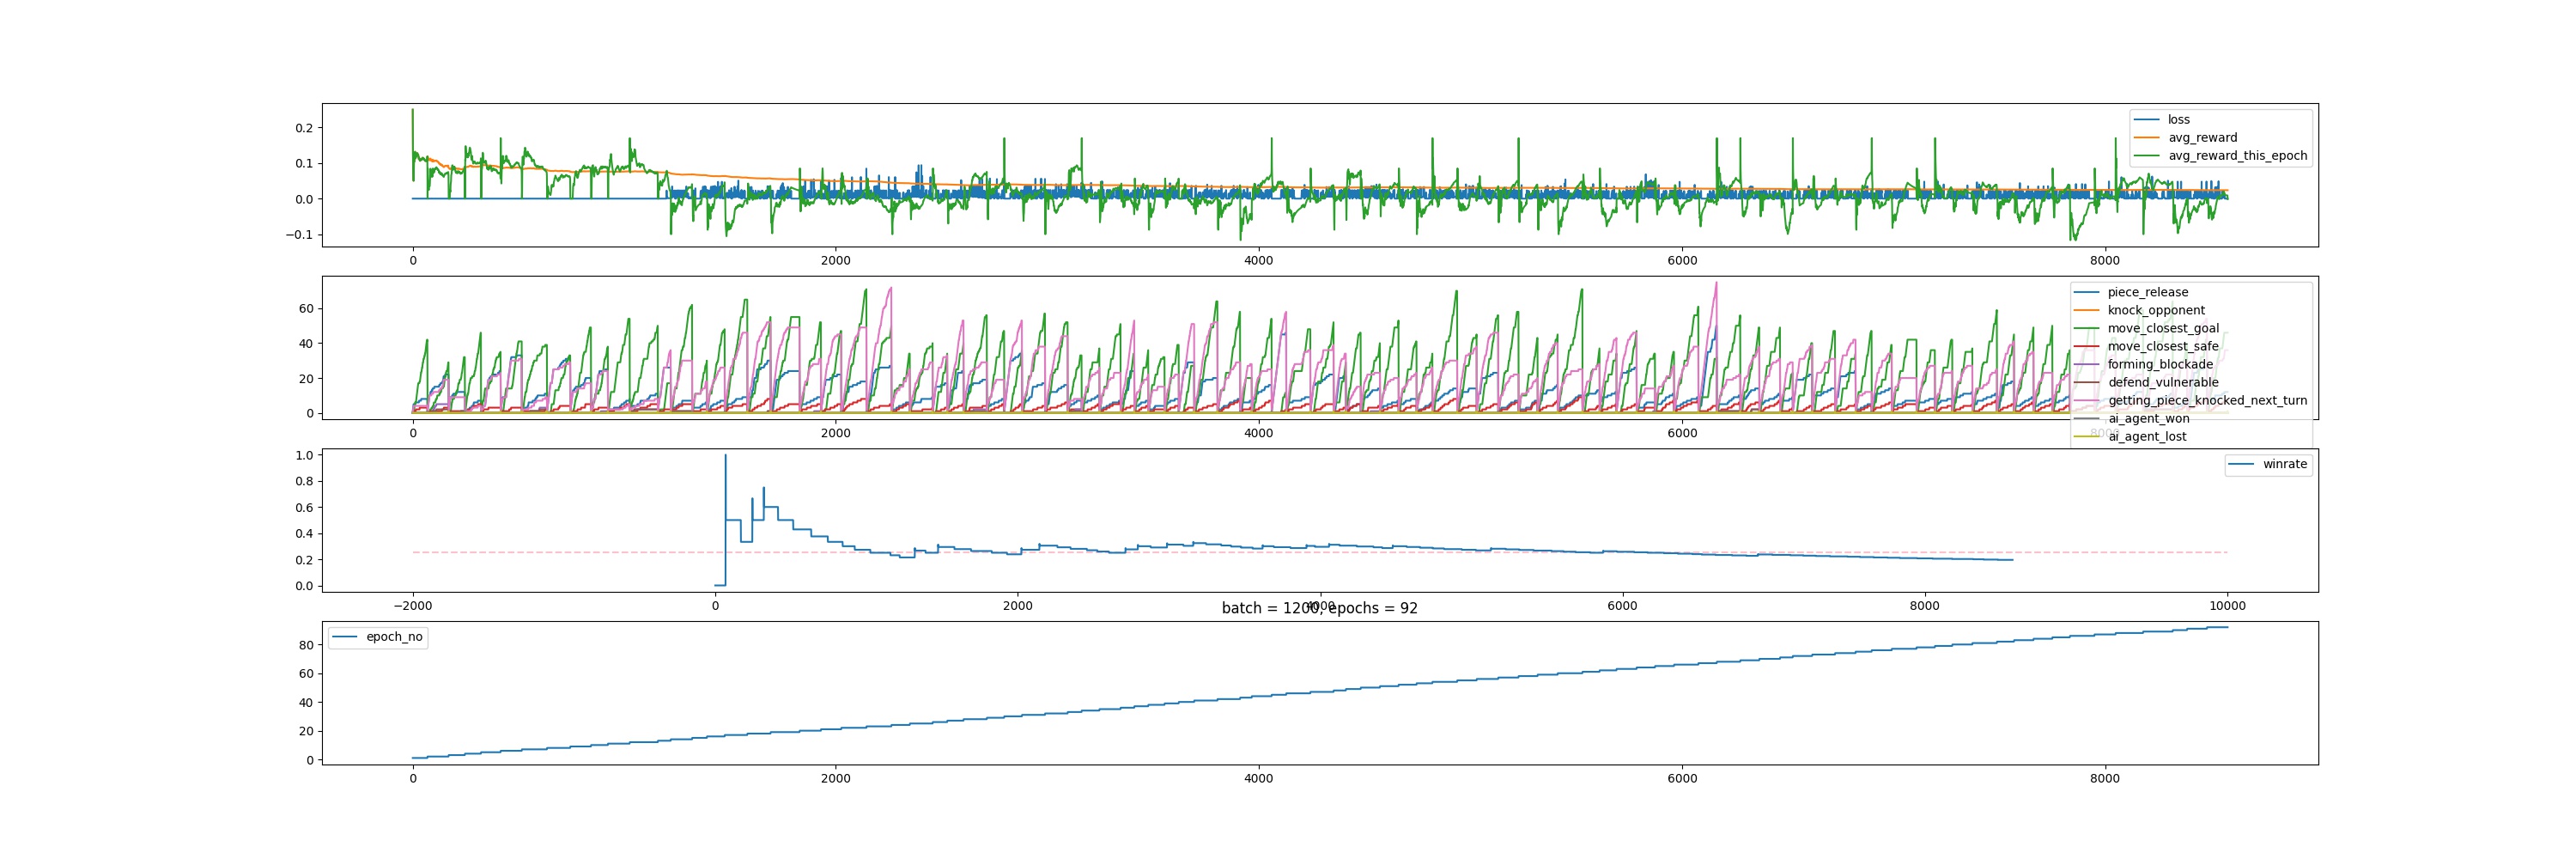 0.2
0.1
0.0
−0.1
loss
avg_reward
avg_reward_this_epoch
0 2000 4000 6000 8000
60
40
20
0
piece_release
knock_opponent
move_closest_goal
move_closest_safe
forming_blockade
defend_vulnerable
getting_piece_knocked_next_turn
ai_agent_won
ai_agent_lost
0 2000 4000 6000 8000
1.0
0.8
0.6
0.4
0.2
0.0
winrate
−2000 0 2000 4000 6000 8000 10000
batch = 1200, epochs = 92
80
60
40
20
0
epoch_no
0 2000 4000 6000 8000